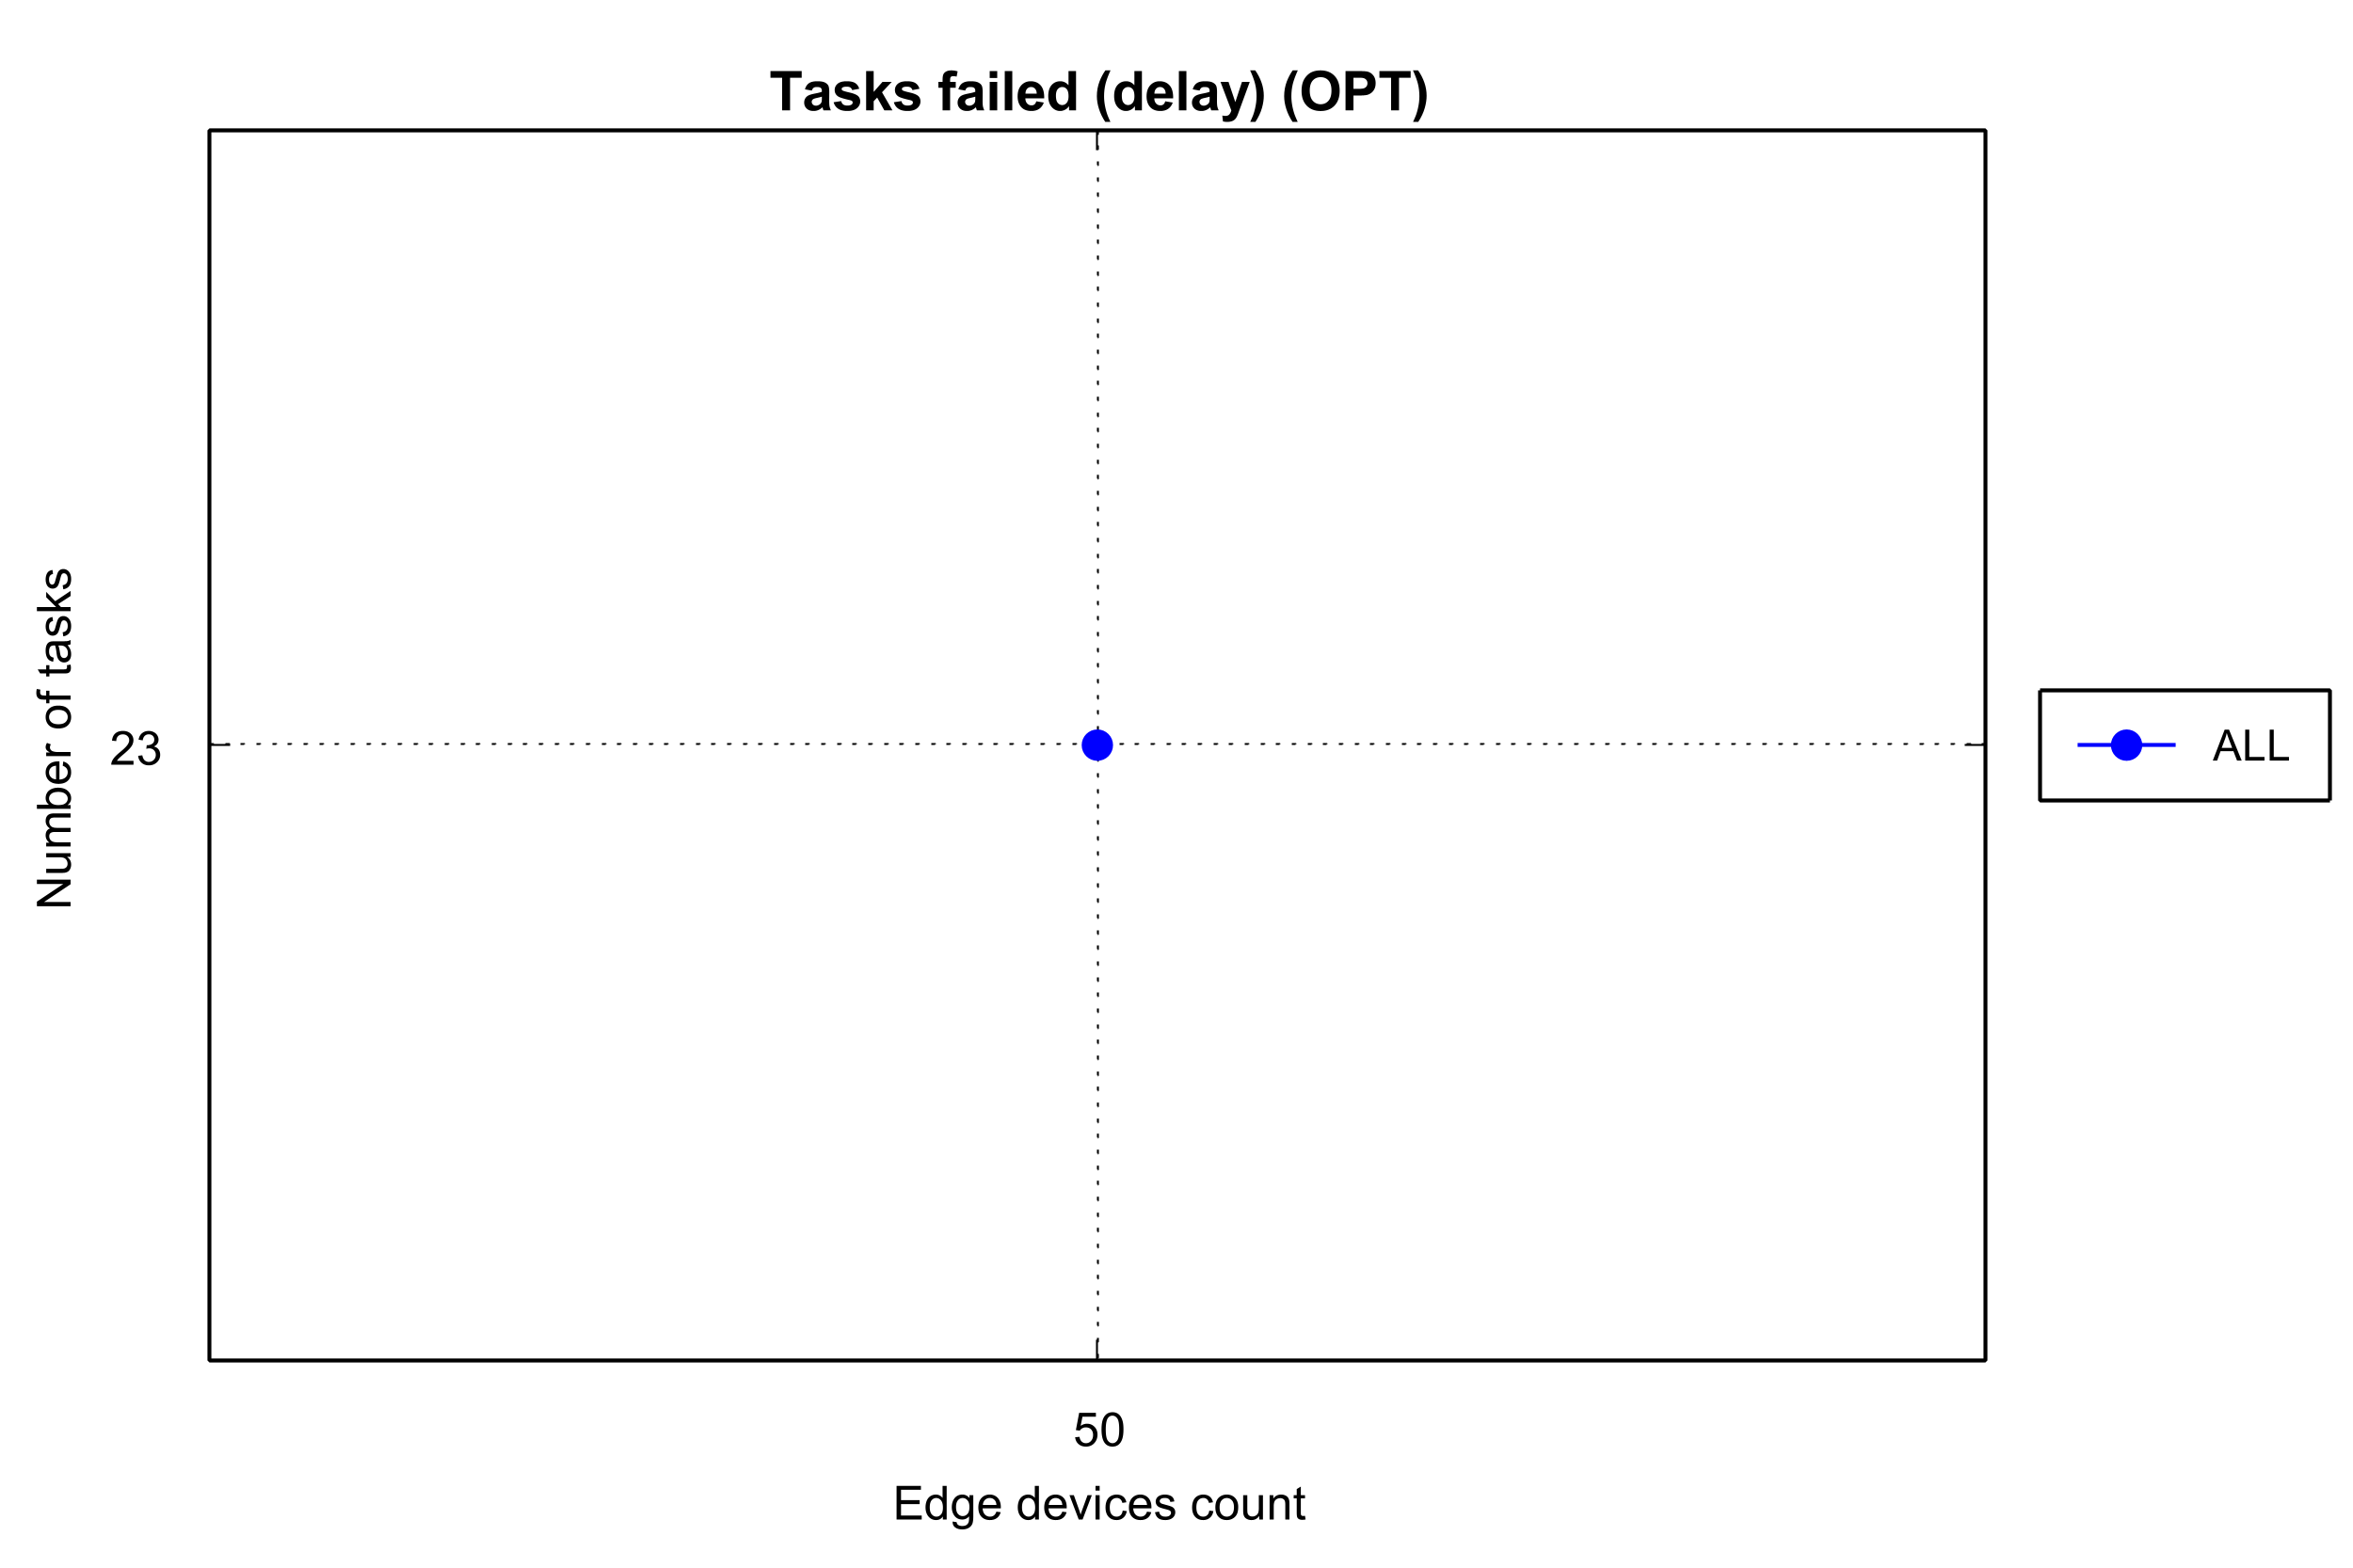 Tasks failed (delay) (OPT)
Number of tasks
23
ALL
50
Edge devices count